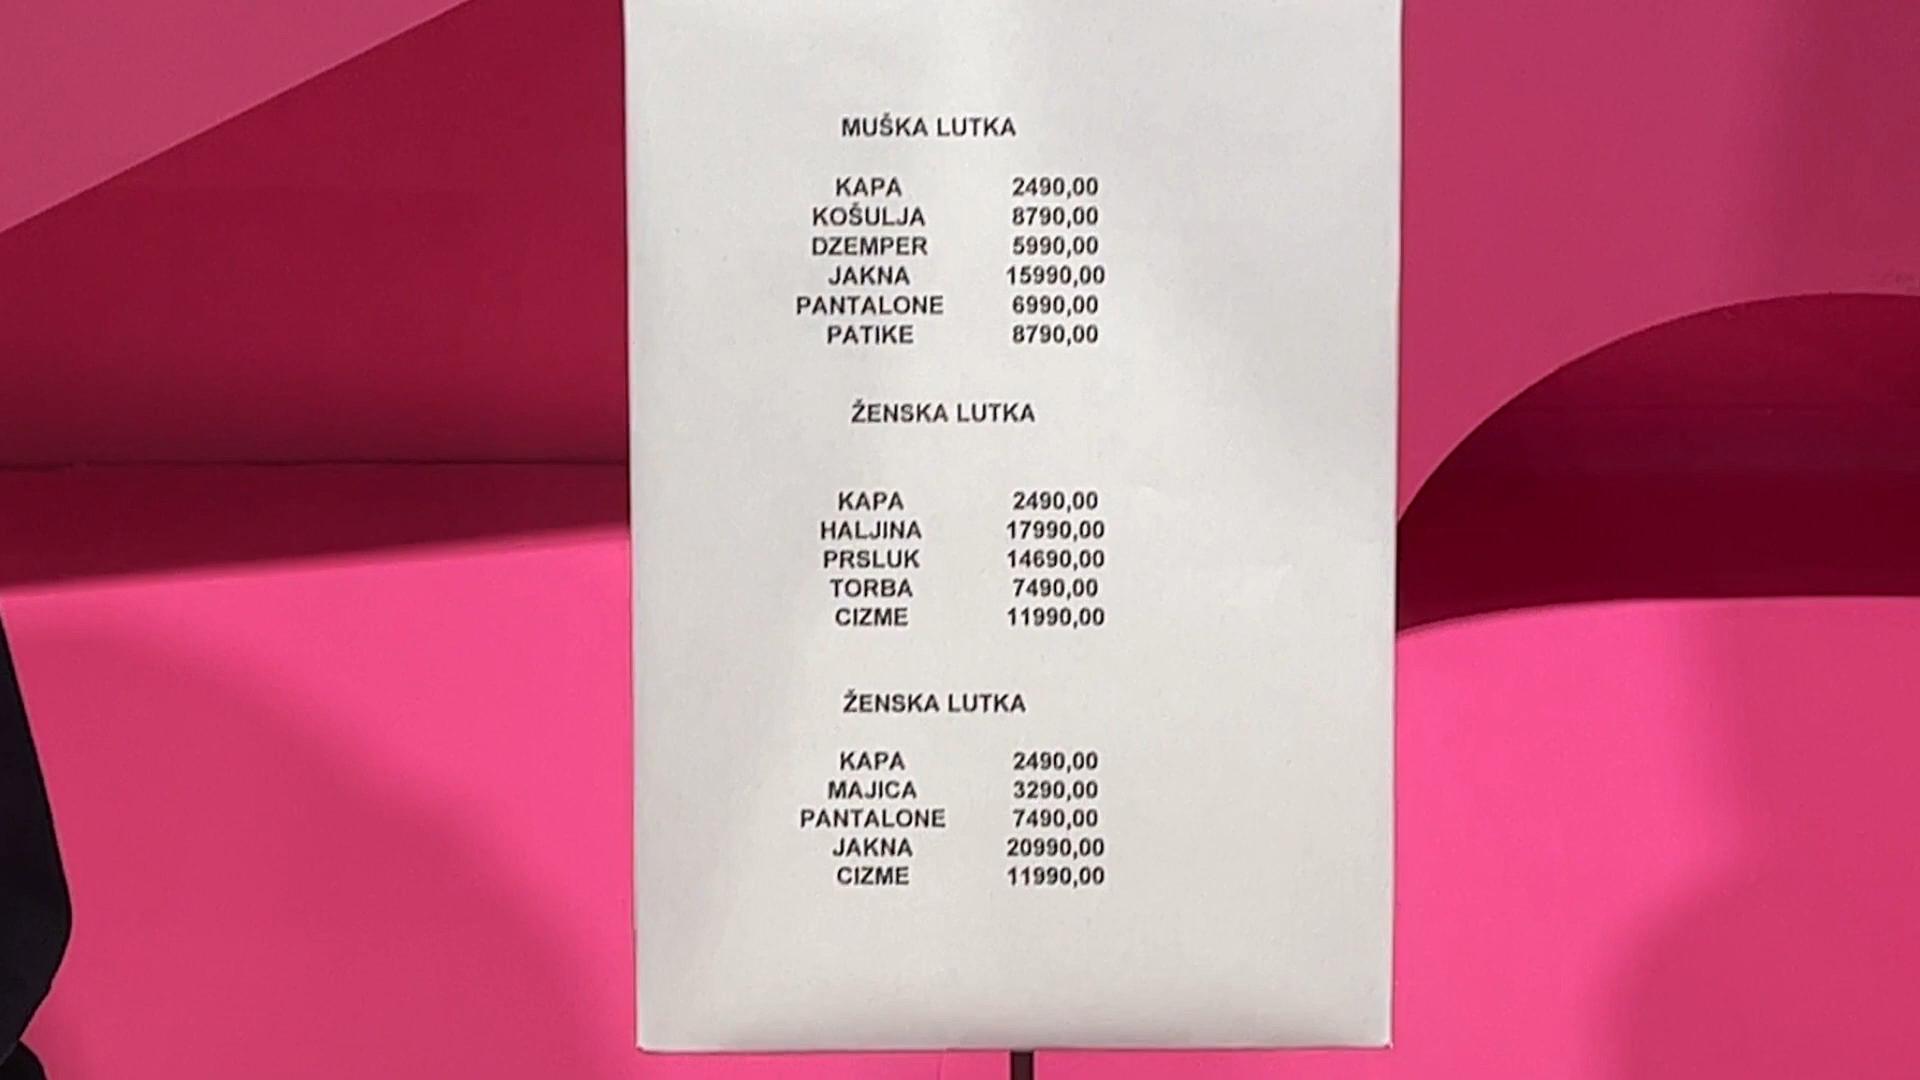 MUŠKA LUTKA
KAPA 2490,00
KOŠULJA 8790,00
DZEMPER 5990,00
JAKNA 15990,00
PANTALONE 6990,00
PATIKE 8790,00
ŽENSKA LUTKA
KAPA 2490,00
HALJINA 17990,00
PRSLUK 14690,00
TORBA 7490,00
CIZME 11990,00
ŽENSKA LUTKA
KAPA 2490,00
MAJICA 3290,00
PANTALONE 7490,00
JAKNA 20990,00
CIZME 11990,00